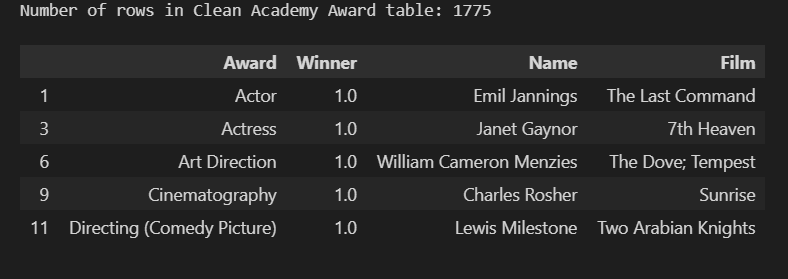 Number of rows in Clean Academy Award table: 1775
Award Winner Name Film
1 Actor 1.0 Emil Jannings The Last Command
3 Actress 1.0 Janet Gaynor 7th Heaven
6 Art Direction 1.0 William Cameron Menzies The Dove; Tempest
9 Cinematography 1.0 Charles Rosher Sunrise
11 Directing (Comedy Picture) 1.0 Lewis Milestone Two Arabian Knights